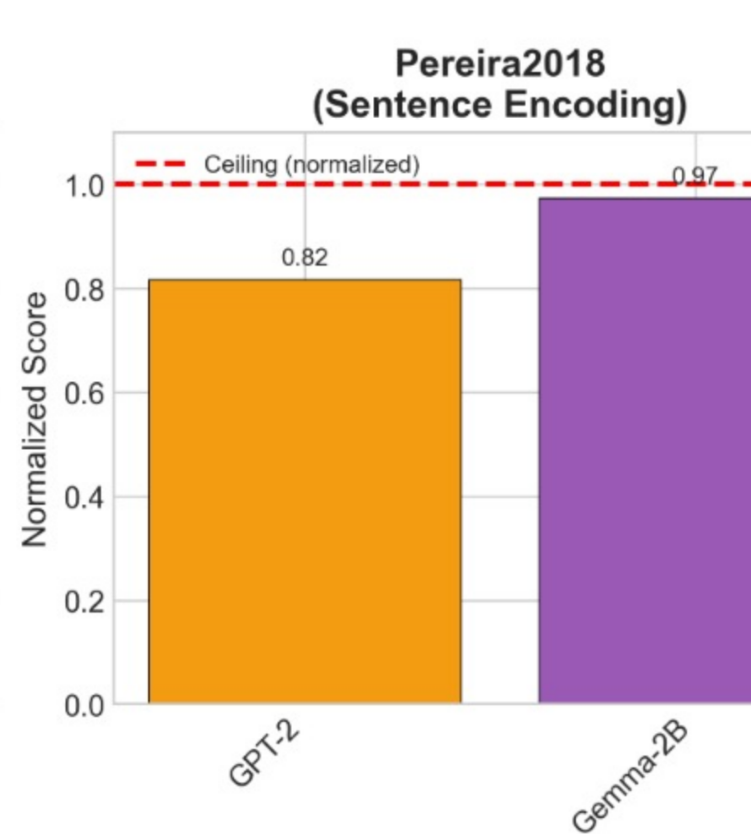 Pereira2018
(Sentence Encoding)
Ceiling (normalized)
0.97
1.0
0.82
0.8
Normalized Score
0.6
0.4
0.2
0.0
GPT-2
Gemma-2B